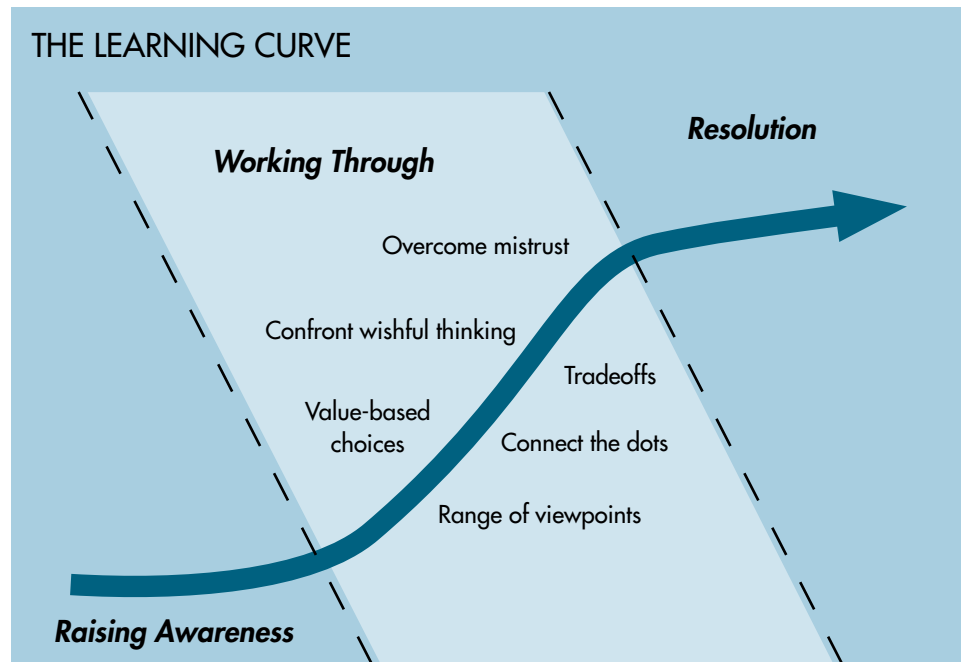 THE LEARNING CURVE
Resolution
Working Through
Overcome mistrust
Confront wishful thinking
Tradeoffs
Value-based
choices
Connect the dots
Range of viewpoints
Raising Awareness